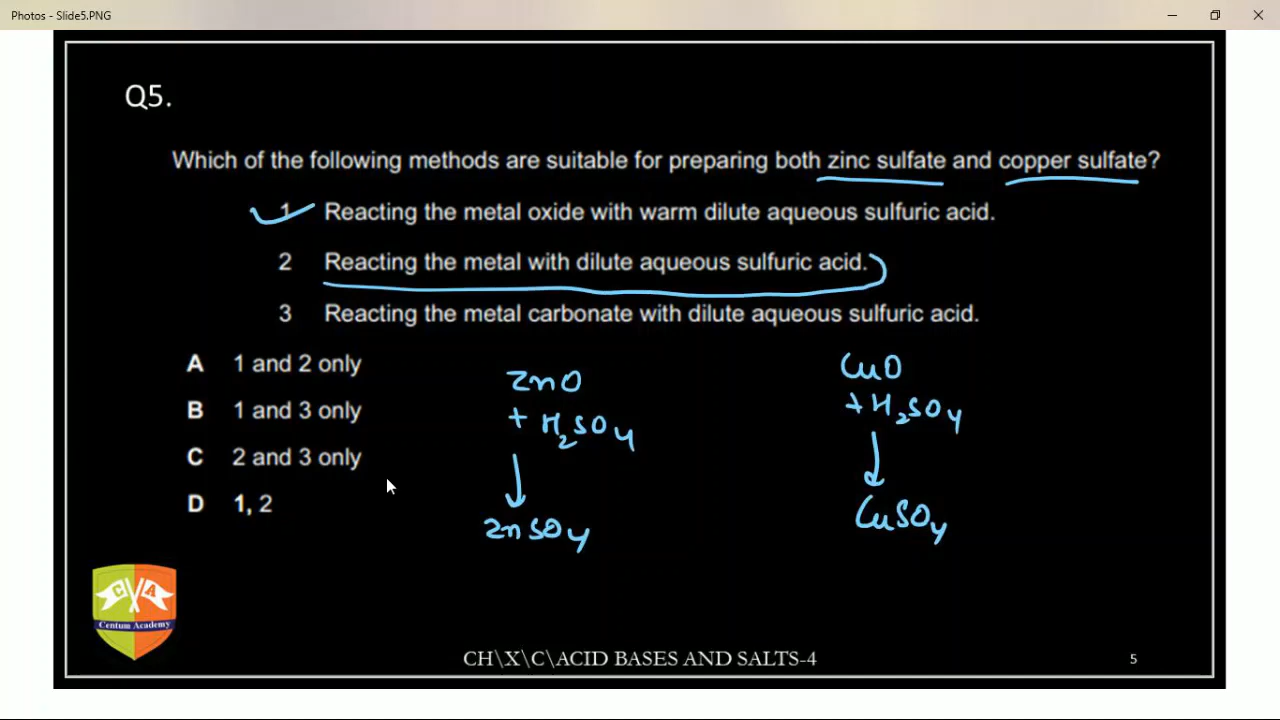 Photos - Slide5.PNG
Q5.
Which of the following methods are suitable for preparing both zinc sulfate and copper sulfate?
1 Reacting the metal oxide with warm dilute aqueous sulfuric acid.
2 Reacting the metal with dilute aqueous sulfuric acid.
3 Reacting the metal carbonate with dilute aqueous sulfuric acid.
A 1 and 2 only
B 1 and 3 only
C 2 and 3 only
D 1, 2
ZnO
+ H₂SO₄
ZnSO₄
CuO
+ H₂SO₄
CuSO₄
C A
Centum Academy
CH\X\C\ACID BASES AND SALTS-4
5